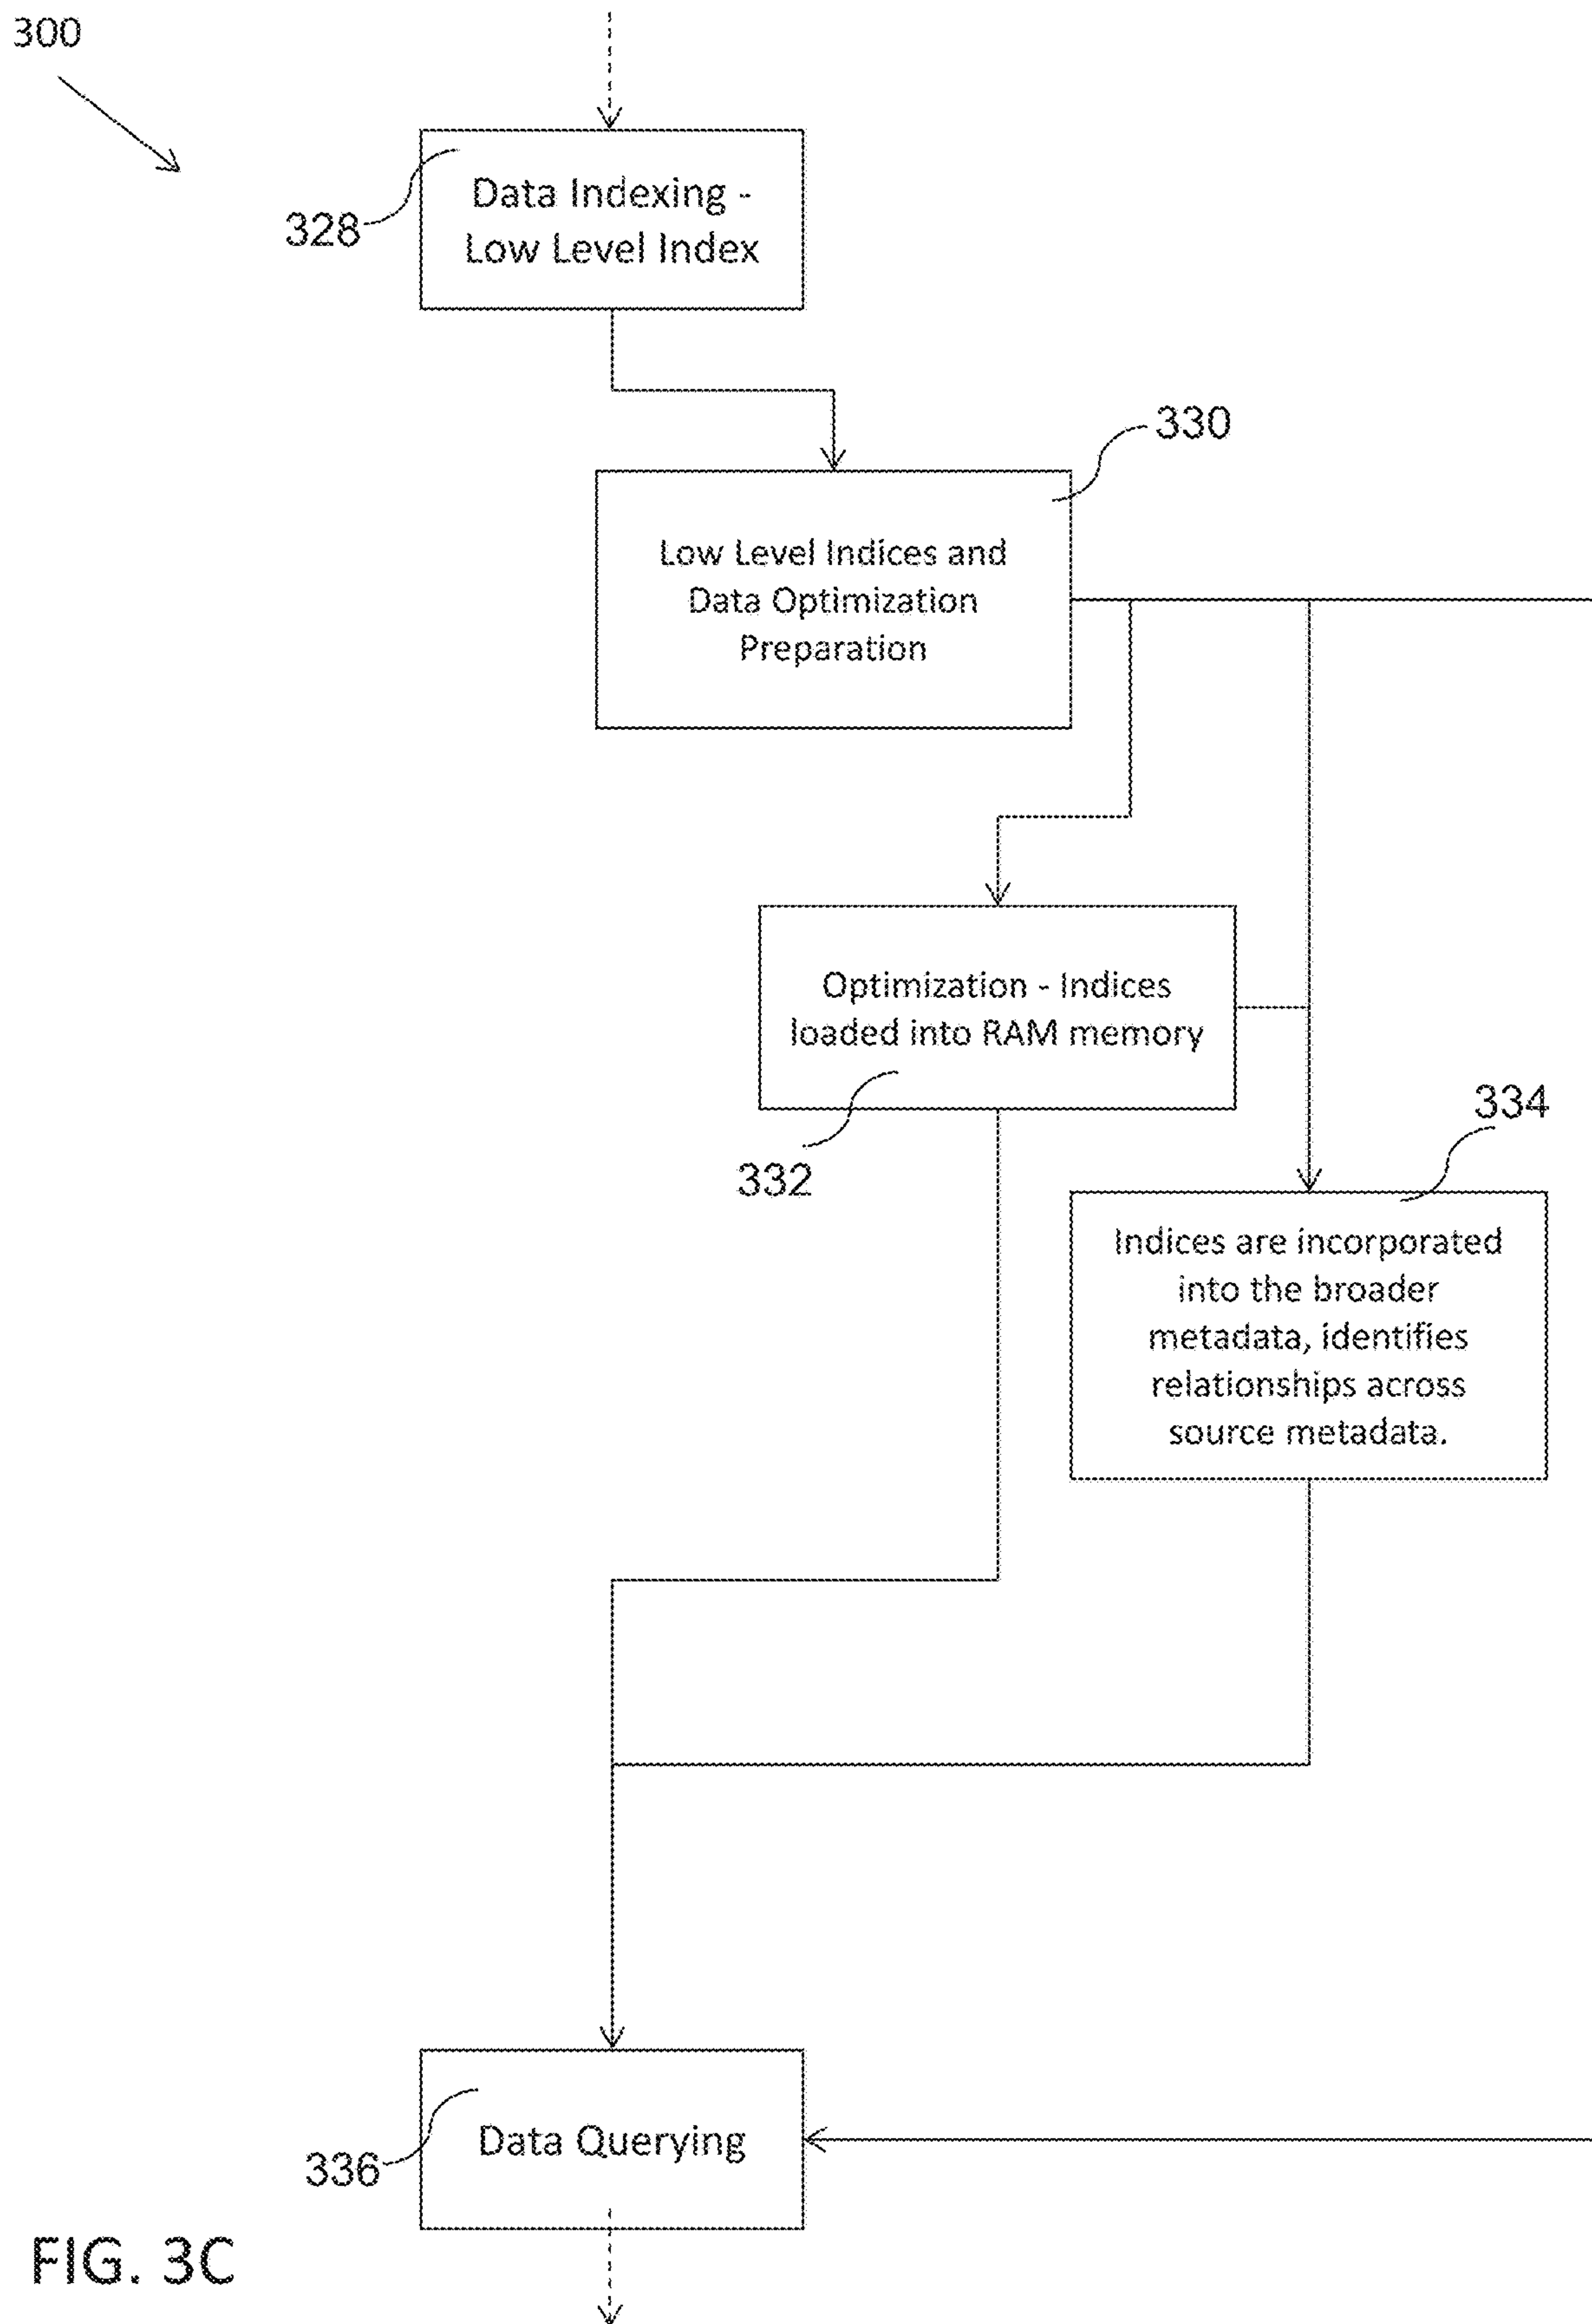 300
Data Indexing -
Low Level Index
328
330
Low Level Indices and
Data Optimization
Preparation
Optimization - Indices
loaded into RAM memory
332
334
Indices are incorporated
into the broader
metadata, identifies
relationships across
source metadata.
Data Querying
336
FIG. 3C